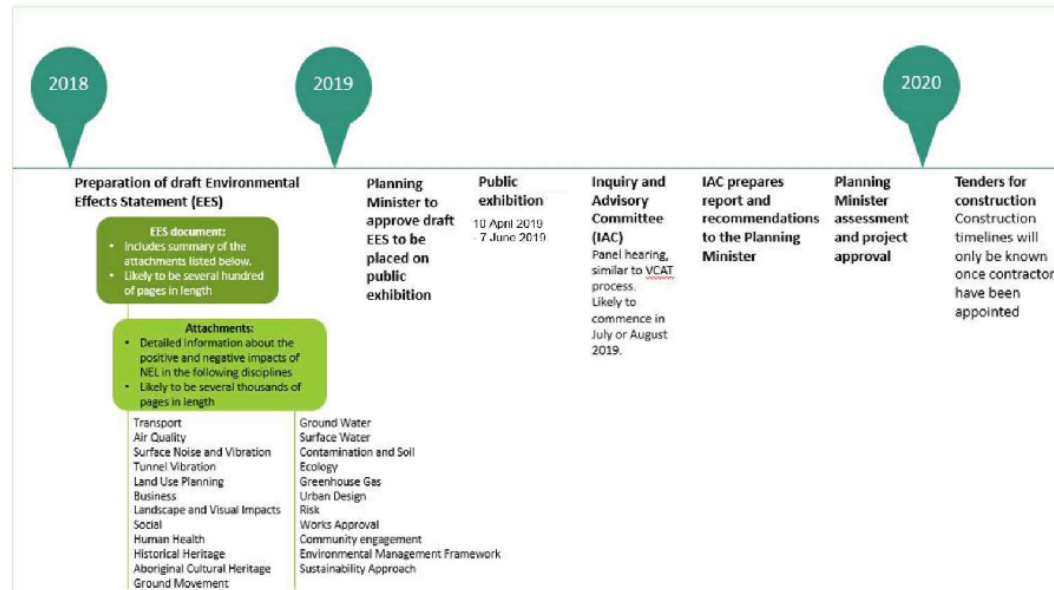 2018
2019
2020
Preparation of draft Environmental
Effects Statement (EES)
EES document:
• Includes summary of the
attachments listed below.
• Likely to be several hundred
of pages in length
Attachments:
• Detailed information about the
positive and negative impacts of
NEL in the following disciplines
• Likely to be several thousands of
pages in length
Transport
Air Quality
Surface Noise and Vibration
Tunnel Vibration
Land Use Planning
Business
Landscape and Visual Impacts
Social
Human Health
Historical Heritage
Aboriginal Cultural Heritage
Ground Movement
Ground Water
Surface Water
Contamination and Soil
Ecology
Greenhouse Gas
Urban Design
Risk
Works Approval
Community engagement
Environmental Management Framework
Sustainability Approach
Planning
Minister to
approve draft
EES to be
placed on
public
exhibition
Public
exhibition
10 April 2019
- 7 June 2019
Inquiry and
Advisory
Committee
(IAC)
Panel hearing,
similar to VCAT
process.
Likely to
commence in
July or August
2019.
IAC prepares
report and
recommendations
to the Planning
Minister
Planning
Minister
assessment
and project
approval
Tenders for
construction
Construction
timelines will
only be known
once contractor
have been
appointed